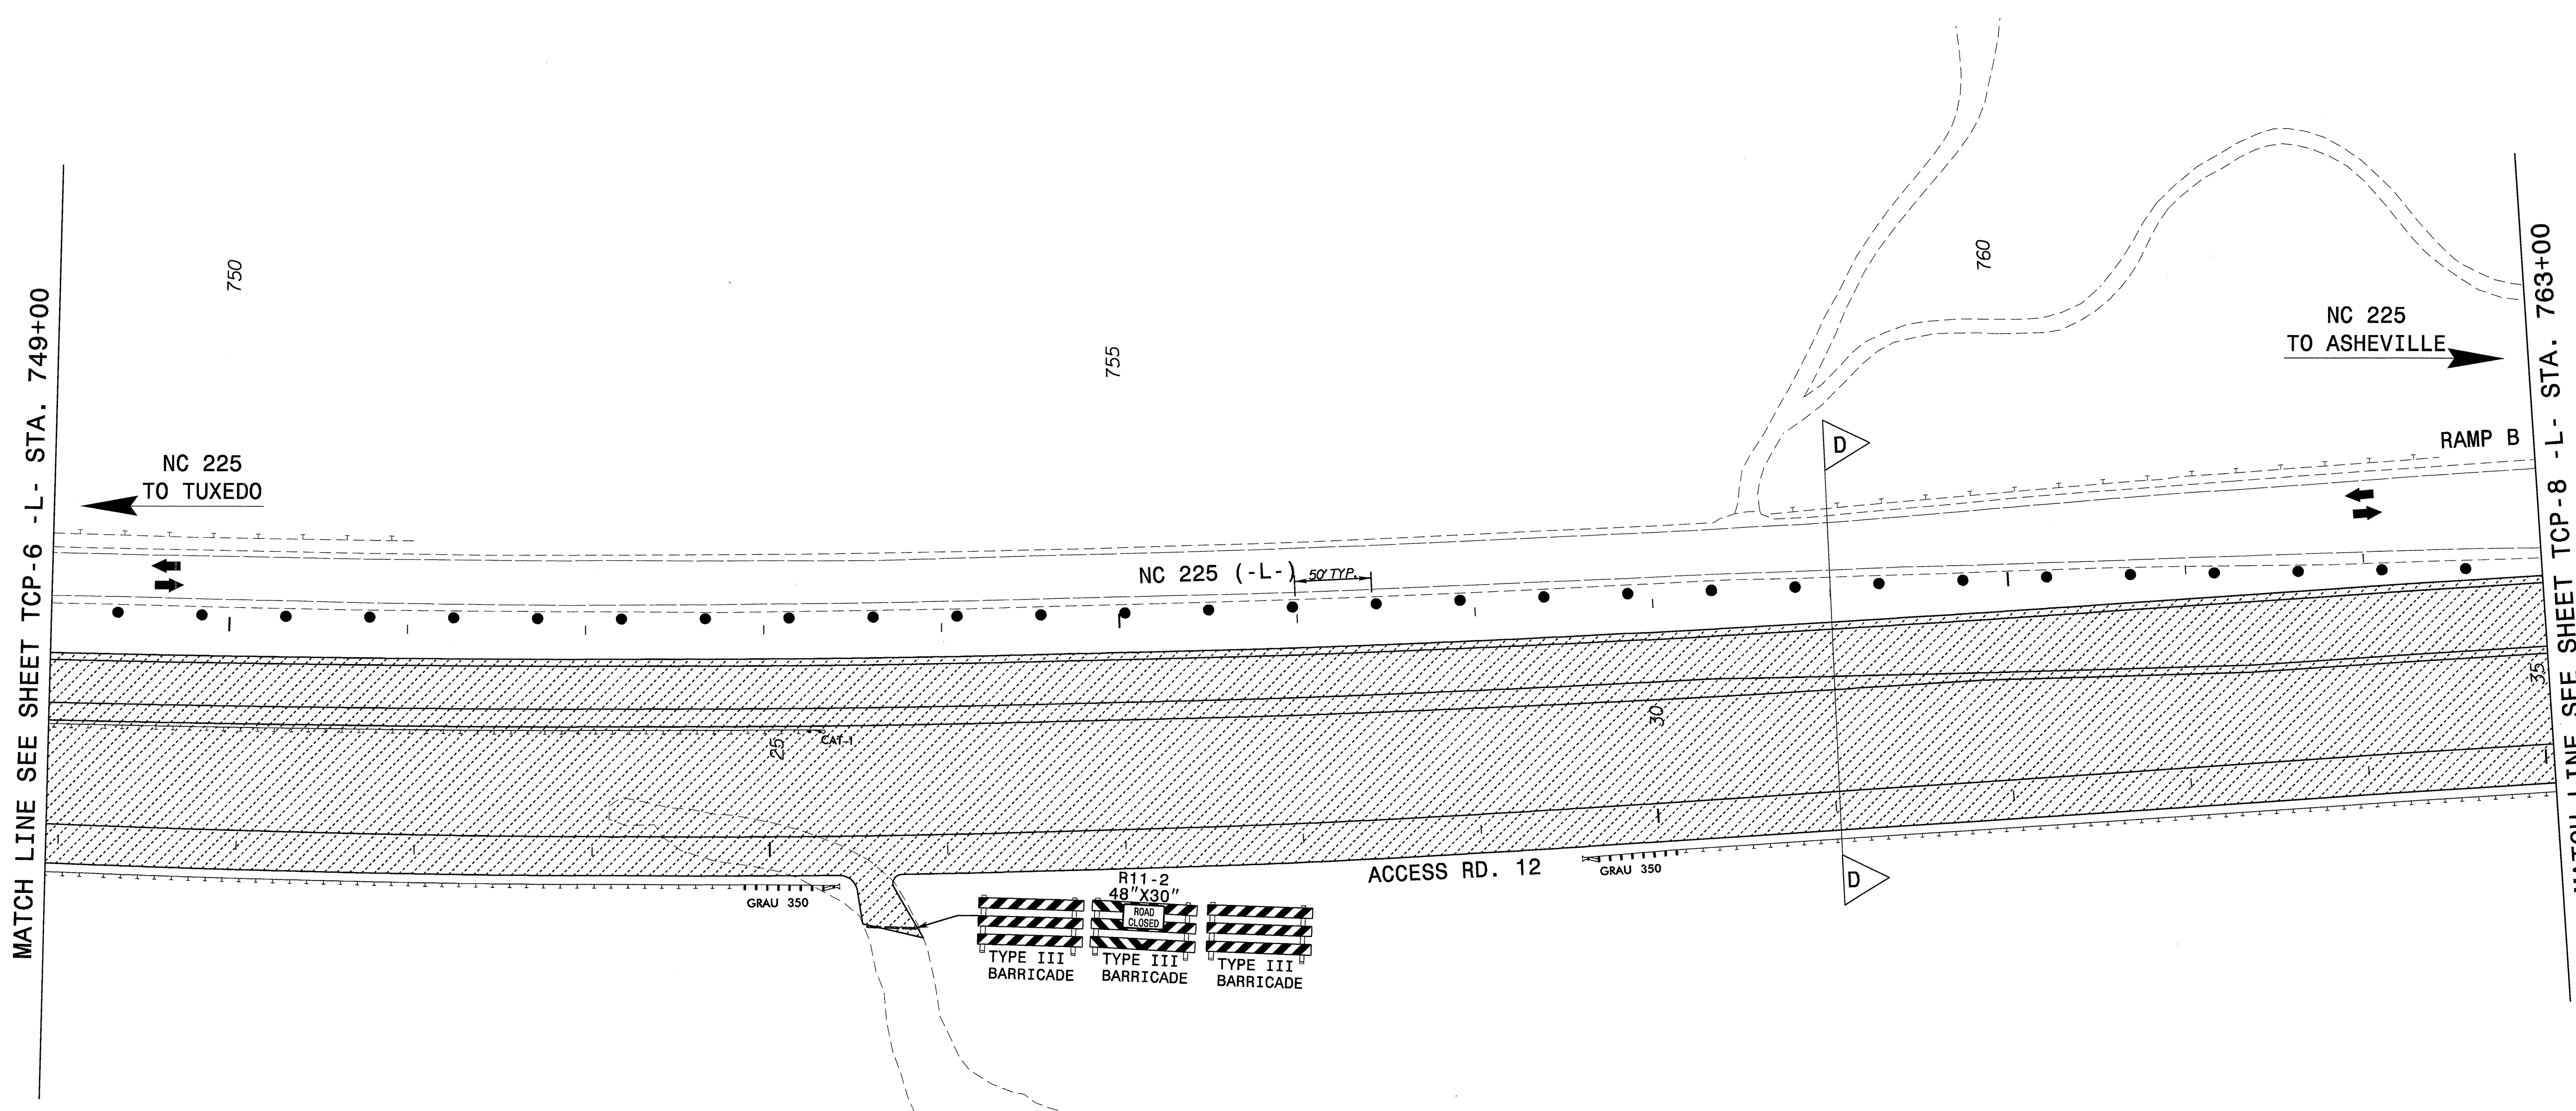 MATCH LINE SEE SHEET TCP-6 -L- STA. 749+00
750
755
760
NC 225
TO TUXEDO
NC 225
TO ASHEVILLE
RAMP B
D
NC 225 (-L-)
50' TYP.
25
CAT-1
30
35
GRAU 350
R11-2
48"X30"
ROAD
CLOSED
TYPE III
BARRICADE
TYPE III
BARRICADE
TYPE III
BARRICADE
ACCESS RD. 12
GRAU 350
D
MATCH LINE SEE SHEET TCP-8 -L- STA. 763+00